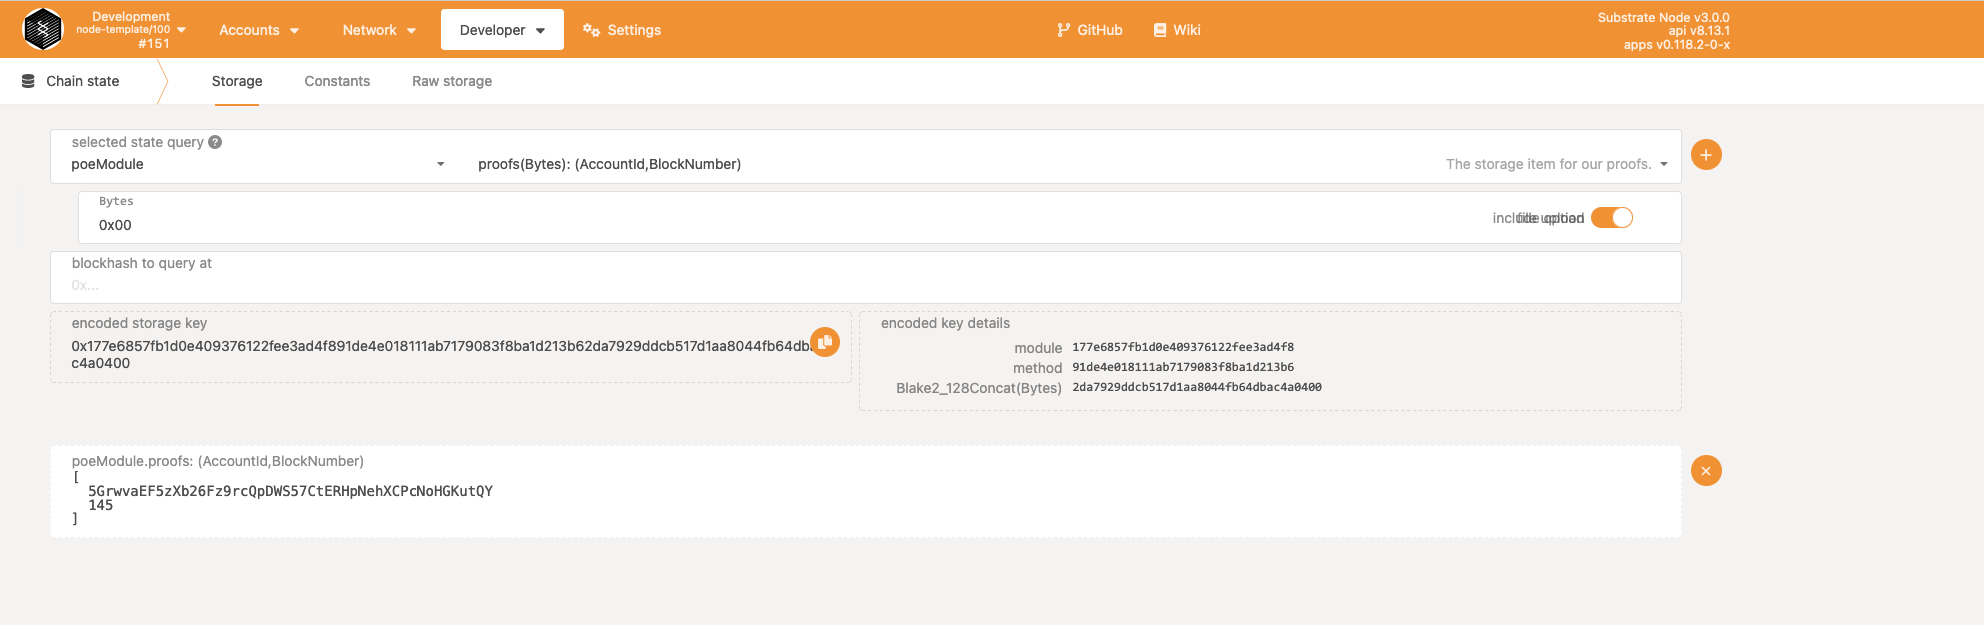 Development
node-template/100
#151
Accounts
Network
Developer
Settings
GitHub
Wiki
Substrate Node v3.0.0
api v8.13.1
apps v0.118.2-0-x
Chain state
Storage
Constants
Raw storage
selected state query ?
poeModule
proofs(Bytes): (AccountId,BlockNumber)
The storage item for our proofs.
Bytes
0x00
include option
file upload
blockhash to query at
0x...
encoded storage key
0x177e6857fb1d0e409376122fee3ad4f891de4e018111ab7179083f8ba1d213b62da7929ddcb517d1aa8044fb64db
c4a0400
encoded key details
module 177e6857fb1d0e409376122fee3ad4f8
method 91de4e018111ab7179083f8ba1d213b6
Blake2_128Concat(Bytes) 2da7929ddcb517d1aa8044fb64dbac4a0400
poeModule.proofs: (AccountId,BlockNumber)
[
5GrwvaEF5zXb26Fz9rcQpDWS57CtERHpNehXCPcNoHGKutQY
145
]